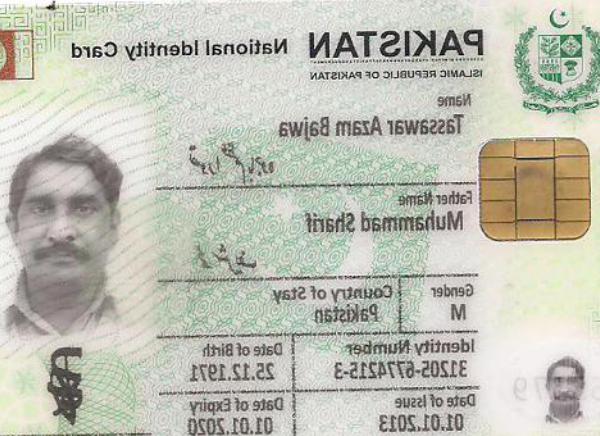 PAKISTAN National Identity Card
ISLAMIC REPUBLIC OF PAKISTAN
Name
Tassawar Azam Bajwa
Father Name
Muhammad Sharif
Gender Country of Stay
M Pakistan
Identity Number Date of Birth
31205-6774215-3 25.12.1971
Date of Issue Date of Expiry
01.01.2013 01.01.2020